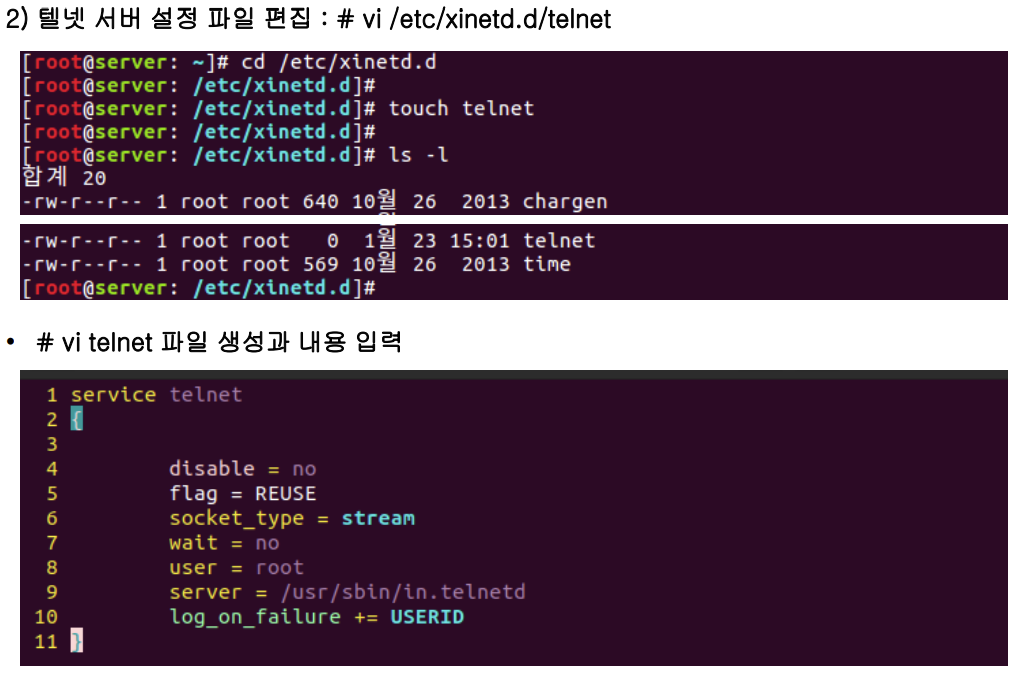 2) 텔넷 서버 설정 파일 편집 : # vi /etc/xinetd.d/telnet
[root@server: ~]# cd /etc/xinetd.d
[root@server: /etc/xinetd.d]#
[root@server: /etc/xinetd.d]# touch telnet
[root@server: /etc/xinetd.d]#
[root@server: /etc/xinetd.d]# ls -l
합계 20
-rw-r--r-- 1 root root 640 10월 26  2013 chargen
-rw-r--r-- 1 root root   0  1월 23 15:01 telnet
-rw-r--r-- 1 root root 569 10월 26  2013 time
[root@server: /etc/xinetd.d]#
• # vi telnet 파일 생성과 내용 입력
1 service telnet
2 {
3
4         disable = no
5         flag = REUSE
6         socket_type = stream
7         wait = no
8         user = root
9         server = /usr/sbin/in.telnetd
10         log_on_failure += USERID
11 }